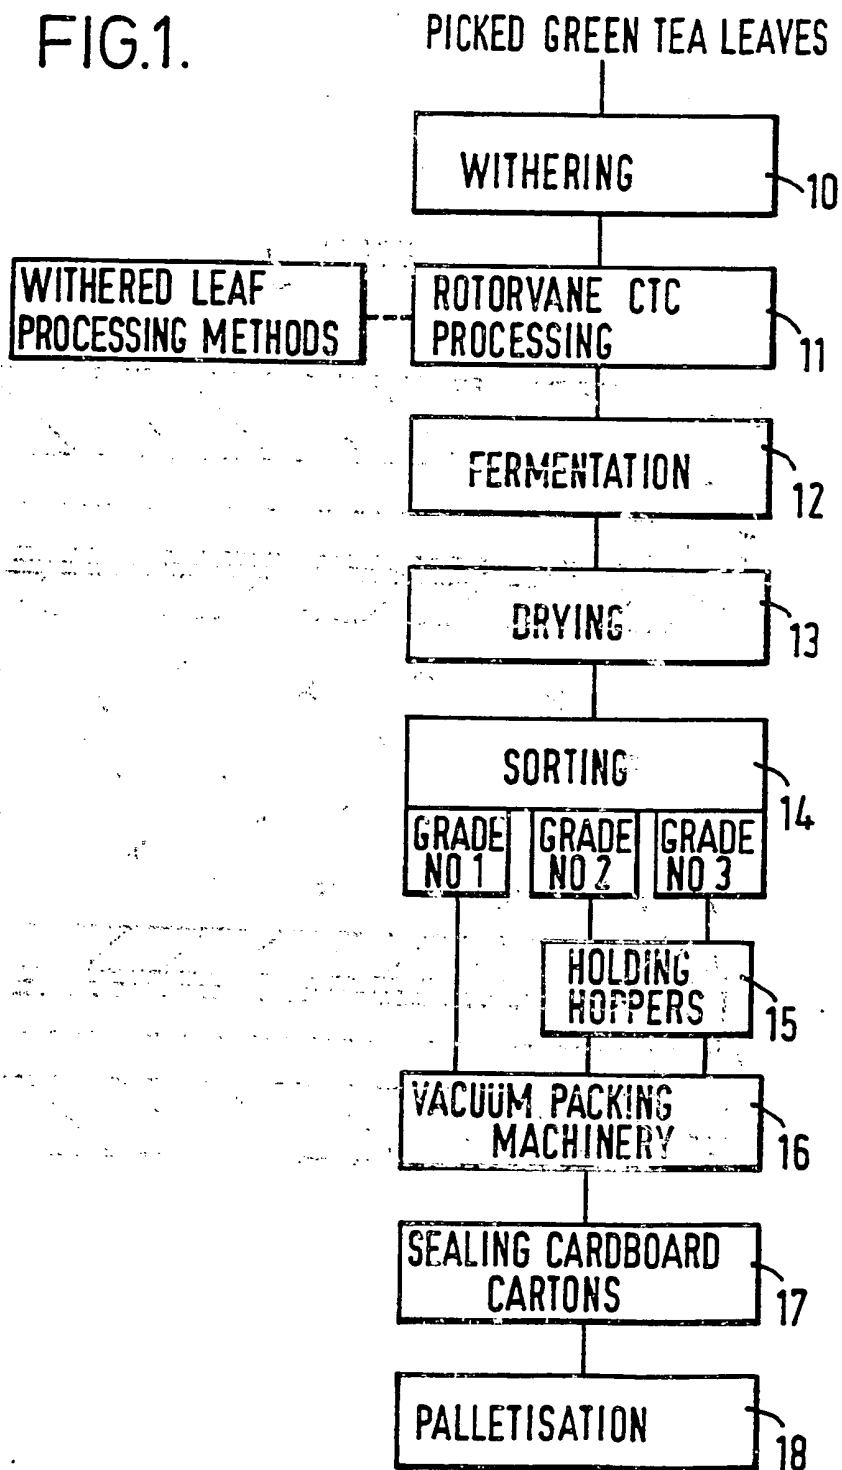 FIG.1.
PICKED GREEN TEA LEAVES
WITHERING
10
WITHERED LEAF
PROCESSING METHODS
ROTORVANE CTC
PROCESSING
11
FERMENTATION
12
DRYING
13
SORTING
14
GRADE
NO 1
GRADE
NO 2
GRADE
NO 3
HOLDING
HOPPERS
15
VACUUM PACKING
MACHINERY
16
SEALING CARDBOARD
CARTONS
17
PALLETISATION
18